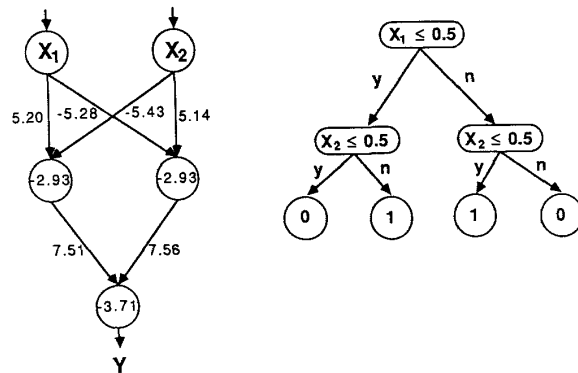 X1 X2
5.20 -5.28 -5.43 5.14
-2.93 -2.93
7.51 7.56
-3.71
Y
X1 ≤ 0.5
y n
X2 ≤ 0.5 X2 ≤ 0.5
y n y n
0 1 1 0